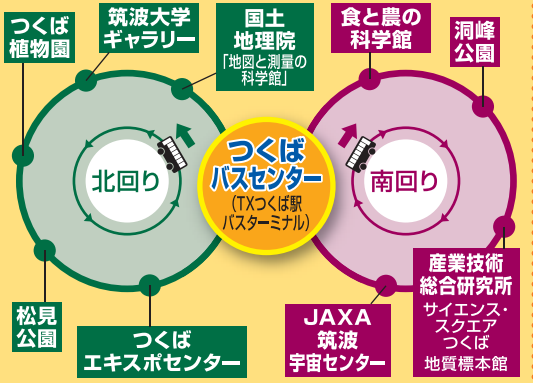 つくば
植物園
筑波大学
ギャラリー
国土
地理院
「地図と測量の
科学館」
食と農の
科学館
洞峰
公園
北回り
つくば
バスセンター
(TXつくば駅
バスターミナル)
南回り
松見
公園
つくば
エキスポセンター
JAXA
筑波
宇宙センター
産業技術
総合研究所
サイエンス・
スクエア
つくば
地質標本館